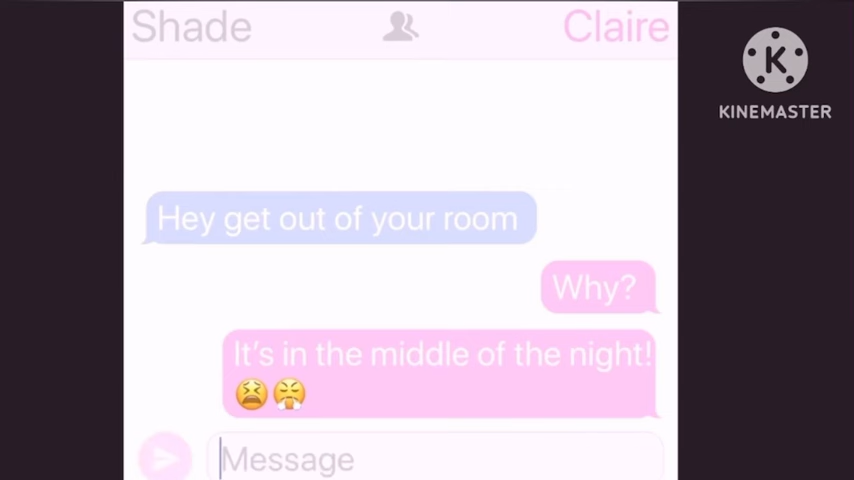 Shade
Claire
KINEMASTER
Hey get out of your room
Why?
It's in the middle of the night!
😫😤
Message